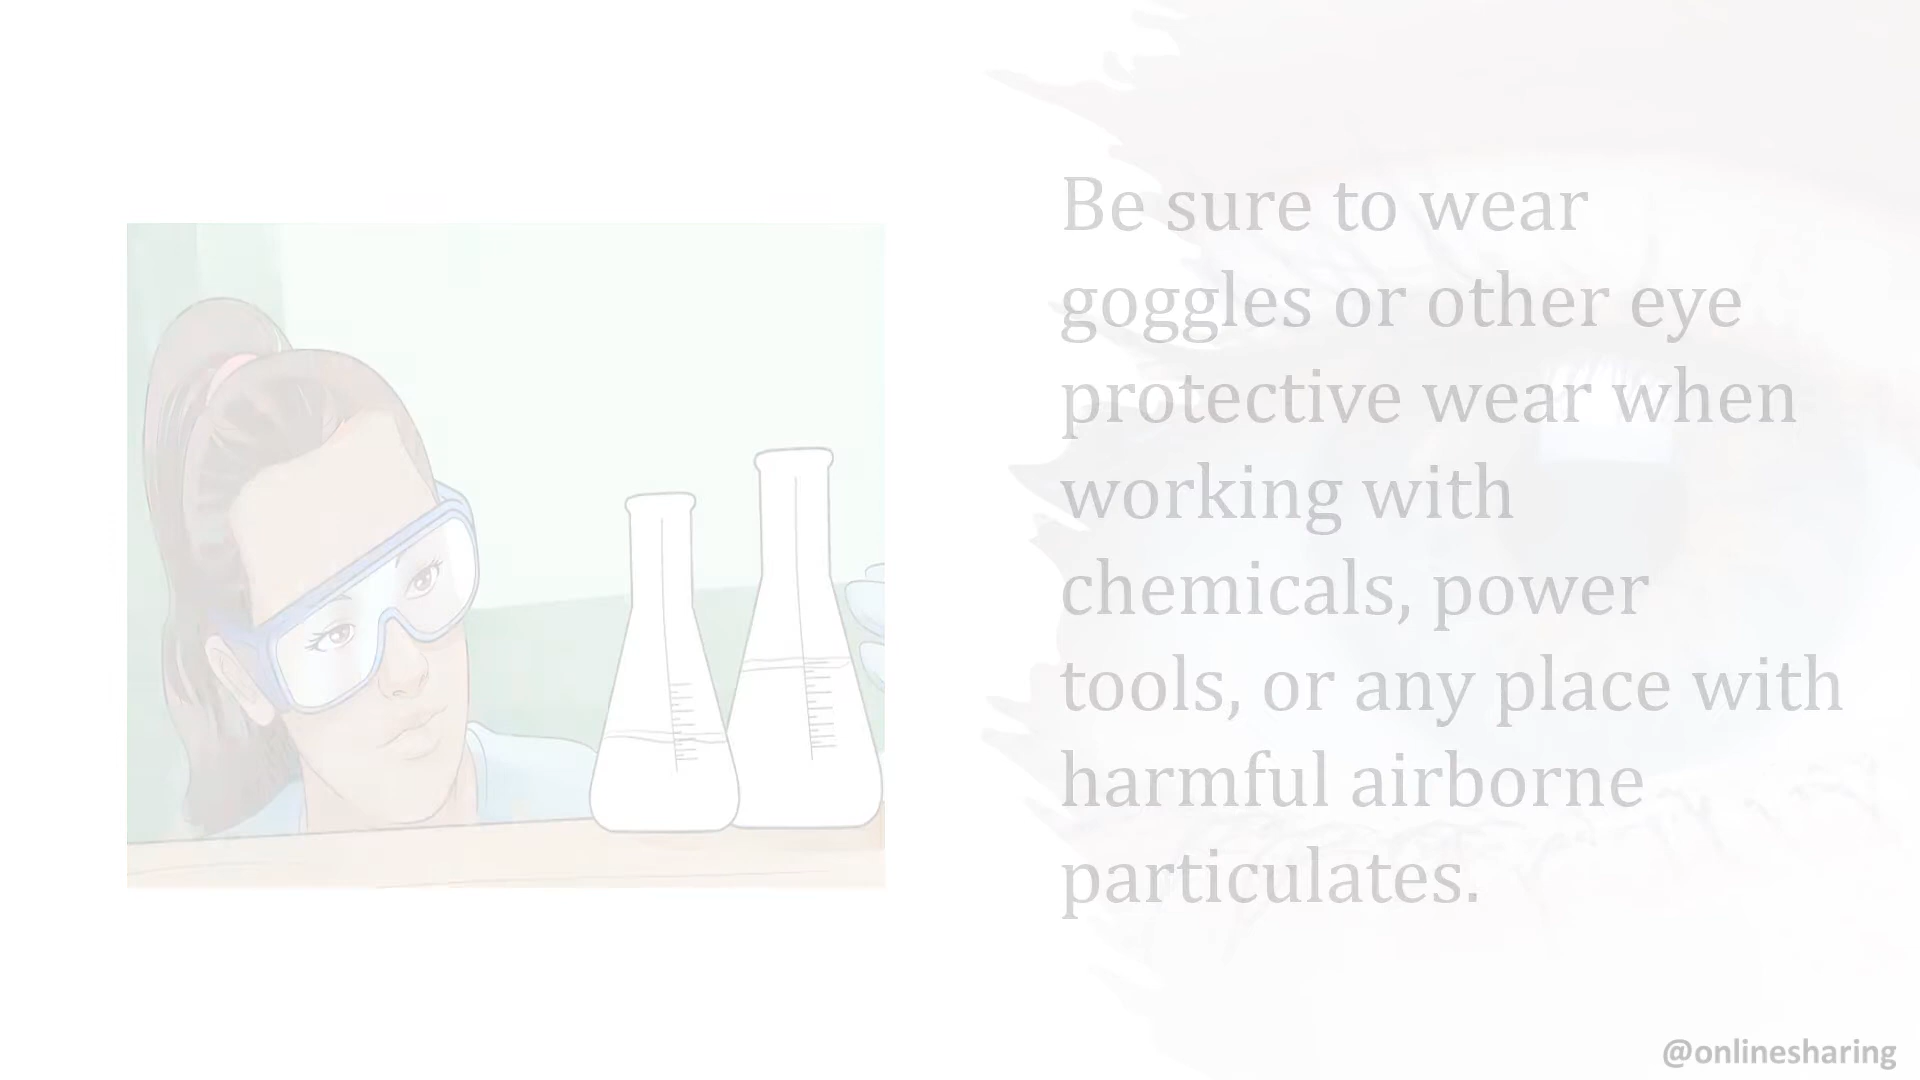 Be sure to wear
goggles or other eye
protective wear when
working with
chemicals, power
tools, or any place with
harmful airborne
particulates.
@onlinesharing